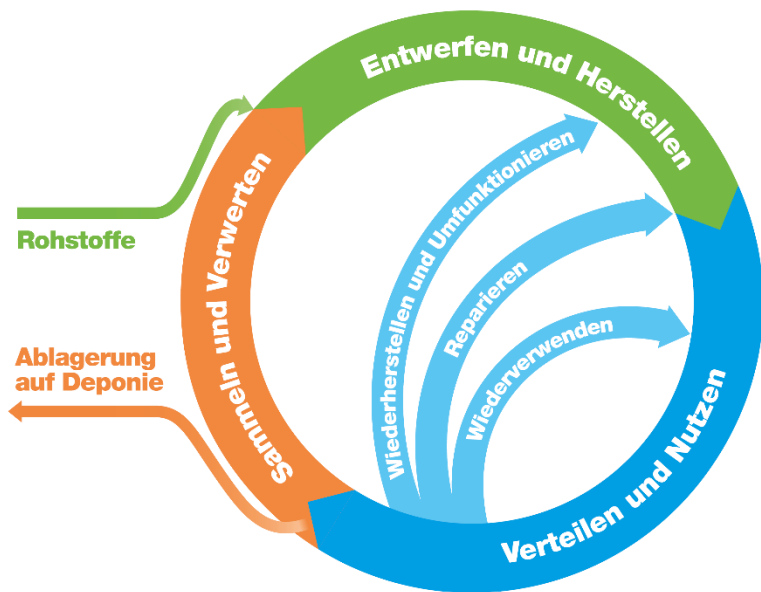 Entwerfen und Herstellen
Rohstoffe
Sammeln und Verwerten
Ablagerung
auf Deponie
Wiederherstellen und Umfunktionieren
Reparieren
Wiederverwenden
Verteilen und Nutzen